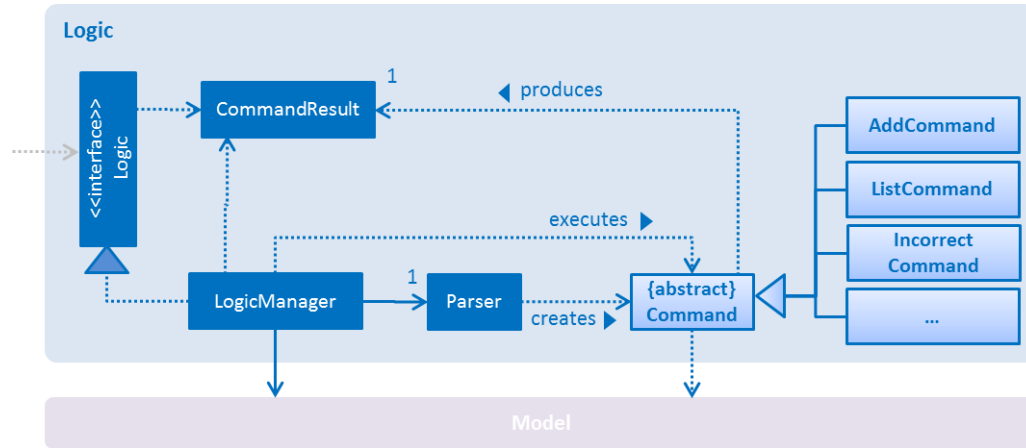 Logic
<<interface>>
Logic
CommandResult
1
produces
AddCommand
ListCommand
Incorrect
Command
...
executes
LogicManager
1
Parser
creates
{abstract}
Command
Model